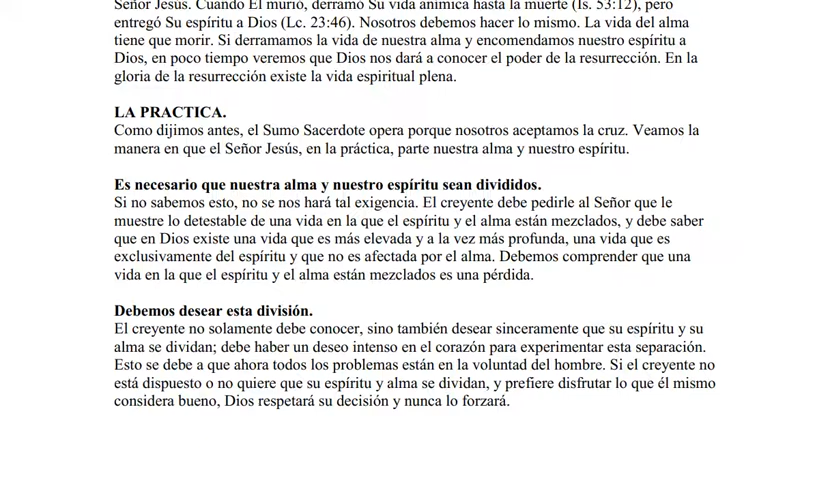 Señor Jesús. Cuando El murió, derramó Su vida anímica hasta la muerte (Is. 53:12), pero
entregó Su espíritu a Dios (Lc. 23:46). Nosotros debemos hacer lo mismo. La vida del alma
tiene que morir. Si derramamos la vida de nuestra alma y encomendamos nuestro espíritu a
Dios, en poco tiempo veremos que Dios nos dará a conocer el poder de la resurrección. En la
gloria de la resurrección existe la vida espiritual plena.
LA PRACTICA.
Como dijimos antes, el Sumo Sacerdote opera porque nosotros aceptamos la cruz. Veamos la
manera en que el Señor Jesús, en la práctica, parte nuestra alma y nuestro espíritu.
Es necesario que nuestra alma y nuestro espíritu sean divididos.
Si no sabemos esto, no se nos hará tal exigencia. El creyente debe pedirle al Señor que le
muestre lo detestable de una vida en la que el espíritu y el alma están mezclados, y debe saber
que en Dios existe una vida que es más elevada y a la vez más profunda, una vida que es
exclusivamente del espíritu y que no es afectada por el alma. Debemos comprender que una
vida en la que el espíritu y el alma están mezclados es una pérdida.
Debemos desear esta división.
El creyente no solamente debe conocer, sino también desear sinceramente que su espíritu y su
alma se dividan; debe haber un deseo intenso en el corazón para experimentar esta separación.
Esto se debe a que ahora todos los problemas están en la voluntad del hombre. Si el creyente no
está dispuesto o no quiere que su espíritu y alma se dividan, y prefiere disfrutar lo que él mismo
considera bueno, Dios respetará su decisión y nunca lo forzará.